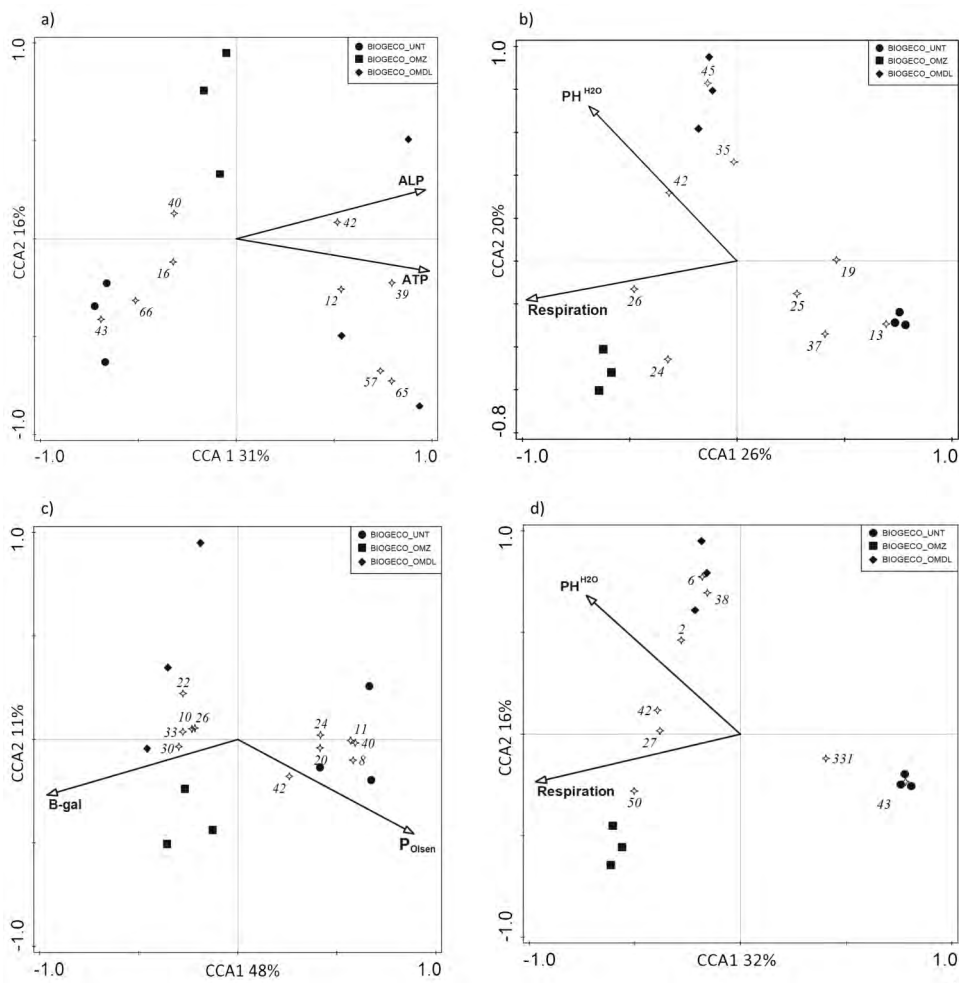 a)
1.0
BIOGECO_UNT
BIOGECO_OMZ
BIOGECO_OMDL
ALP
42
40
16
ATP
39
12
66
43
57
65
CCA2 16%
-1.0
-1.0
CCA 1 31%
1.0
b)
1.0
BIOGECO_UNT
BIOGECO_OMZ
BIOGECO_OMDL
45
PH H2O
35
42
19
26
25
Respiration
37
13
24
CCA2 20%
-0.8
-1.0
CCA1 26%
1.0
c)
1.0
BIOGECO_UNT
BIOGECO_OMZ
BIOGECO_OMDL
22
10
26
33
30
24
11
40
20
8
42
B-gal
P Olsen
CCA2 11%
-1.0
-1.0
CCA1 48%
1.0
d)
1.0
BIOGECO_UNT
BIOGECO_OMZ
BIOGECO_OMDL
6
PH H2O
38
2
42
27
331
Respiration
50
43
CCA2 16%
-1.0
-1.0
CCA1 32%
1.0